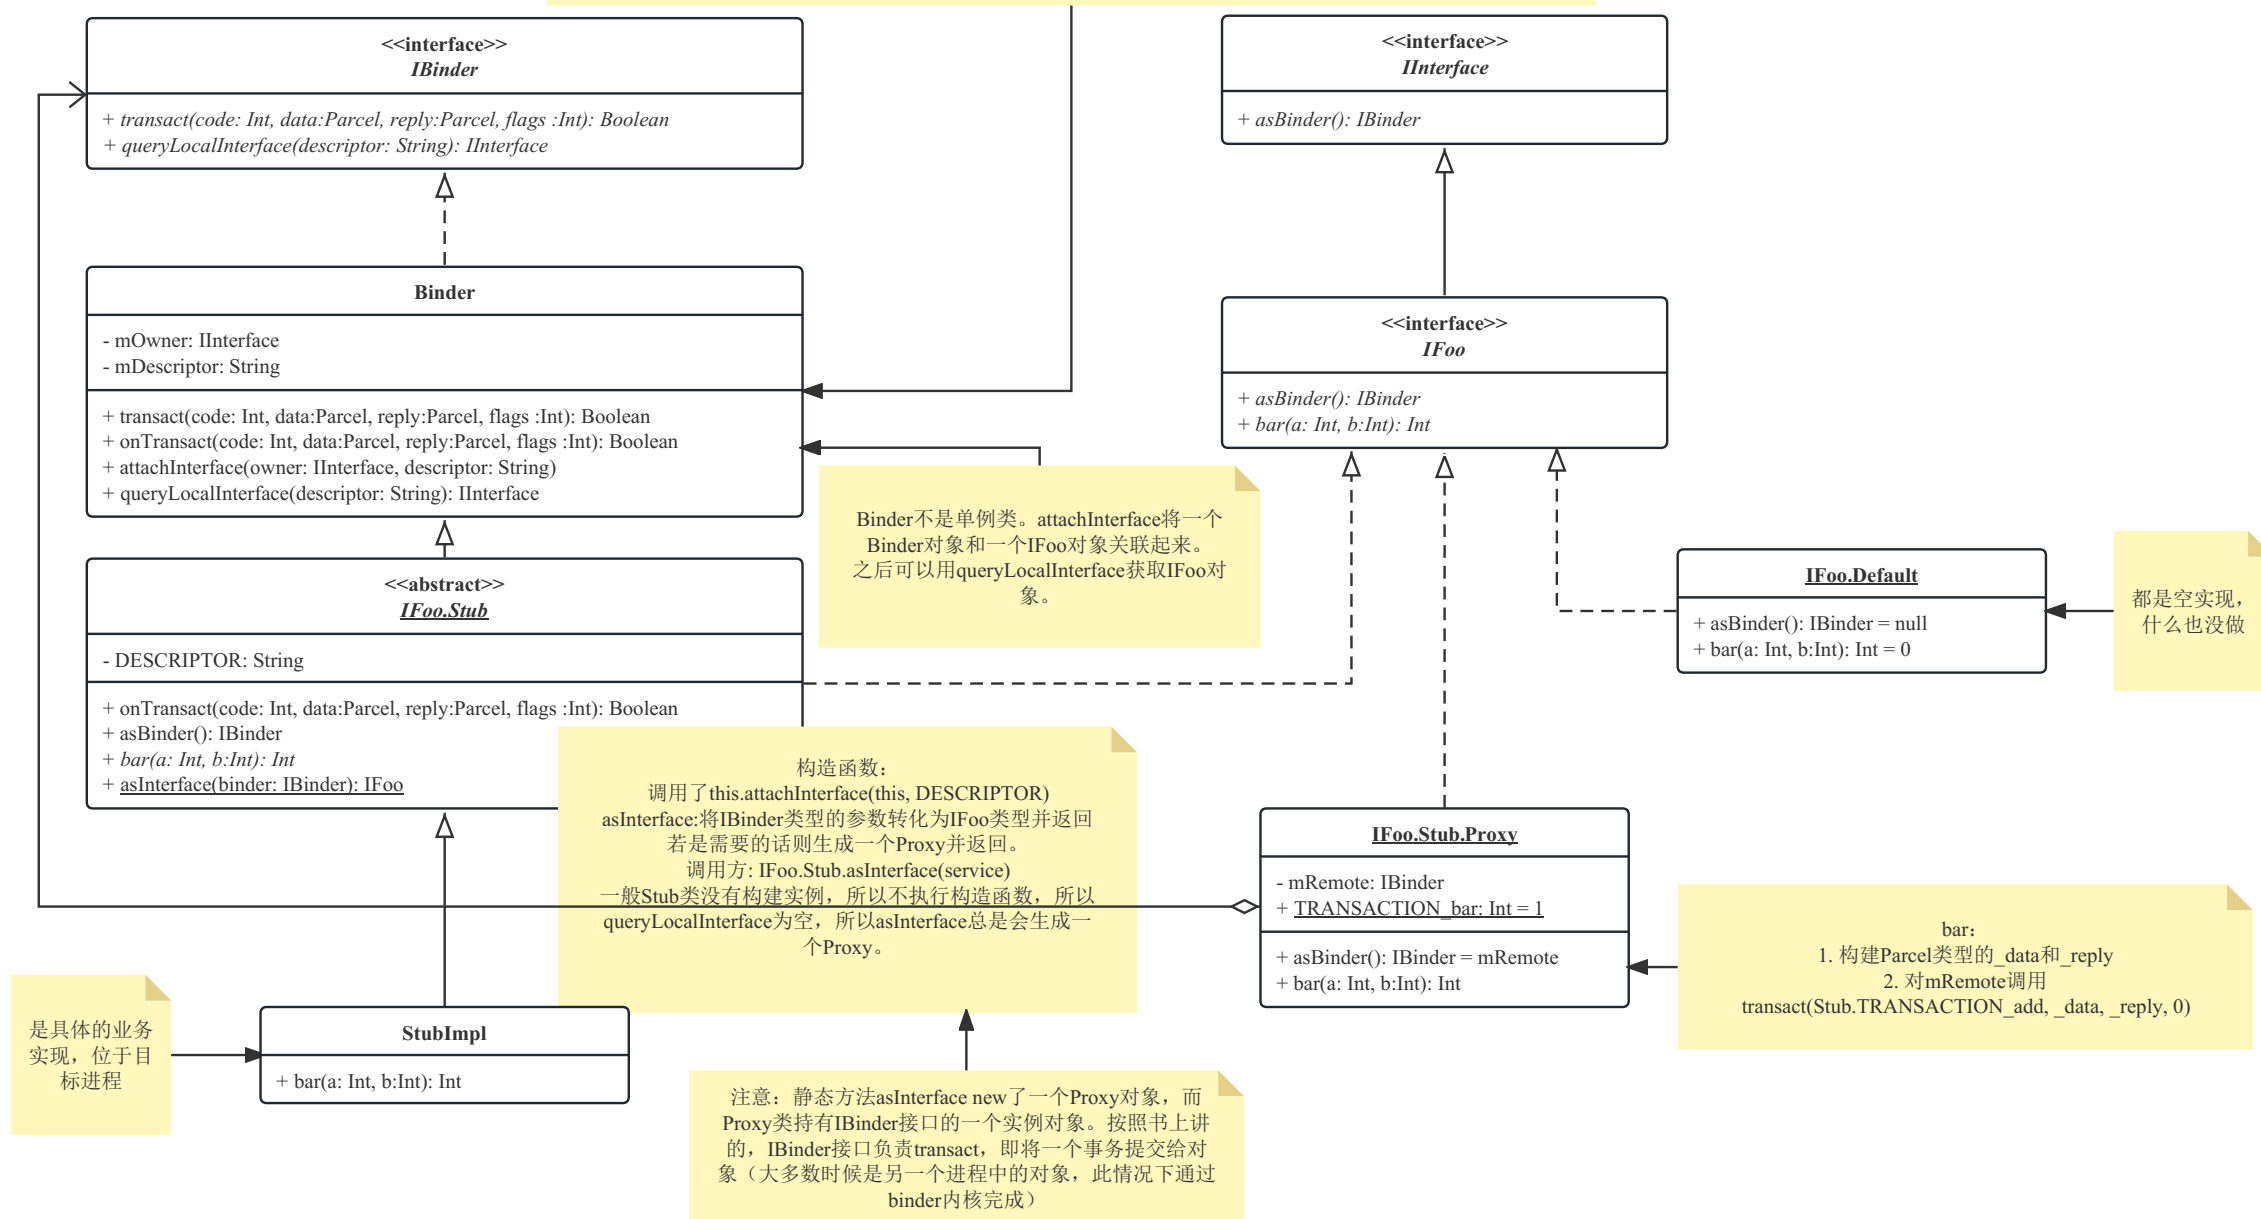 <<interface>>
IBinder
+ transact(code: Int, data:Parcel, reply:Parcel, flags :Int): Boolean
+ queryLocalInterface(descriptor: String): IInterface
<<interface>>
IInterface
+ asBinder(): IBinder
Binder
- mOwner: IInterface
- mDescriptor: String
+ transact(code: Int, data:Parcel, reply:Parcel, flags :Int): Boolean
+ onTransact(code: Int, data:Parcel, reply:Parcel, flags :Int): Boolean
+ attachInterface(owner: IInterface, descriptor: String)
+ queryLocalInterface(descriptor: String): IInterface
<<interface>>
IFoo
+ asBinder(): IBinder
+ bar(a: Int, b:Int): Int
Binder不是单例类。attachInterface将一个
Binder对象和一个IFoo对象关联起来。
之后可以用queryLocalInterface获取IFoo对
象。
<<abstract>>
IFoo.Stub
- DESCRIPTOR: String
+ onTransact(code: Int, data:Parcel, reply:Parcel, flags :Int): Boolean
+ asBinder(): IBinder
+ bar(a: Int, b:Int): Int
+ asInterface(binder: IBinder): IFoo
IFoo.Default
+ asBinder(): IBinder = null
+ bar(a: Int, b:Int): Int = 0
都是空实现，
什么也没做
构造函数：
调用了this.attachInterface(this, DESCRIPTOR)
asInterface:将IBinder类型的参数转化为IFoo类型并返回
若是需要的话则生成一个Proxy并返回。
调用方: IFoo.Stub.asInterface(service)
一般Stub类没有构建实例，所以不执行构造函数，所以
queryLocalInterface为空，所以asInterface总是会生成一
个Proxy。
IFoo.Stub.Proxy
- mRemote: IBinder
+ TRANSACTION_bar: Int = 1
+ asBinder(): IBinder = mRemote
+ bar(a: Int, b:Int): Int
bar：
1. 构建Parcel类型的_data和_reply
2. 对mRemote调用
transact(Stub.TRANSACTION_add, _data, _reply, 0)
是具体的业务
实现，位于目
标进程
StubImpl
+ bar(a: Int, b:Int): Int
注意：静态方法asInterface new了一个Proxy对象，而
Proxy类持有IBinder接口的一个实例对象。按照书上讲
的，IBinder接口负责transact，即将一个事务提交给对
象（大多数时候是另一个进程中的对象，此情况下通过
binder内核完成）